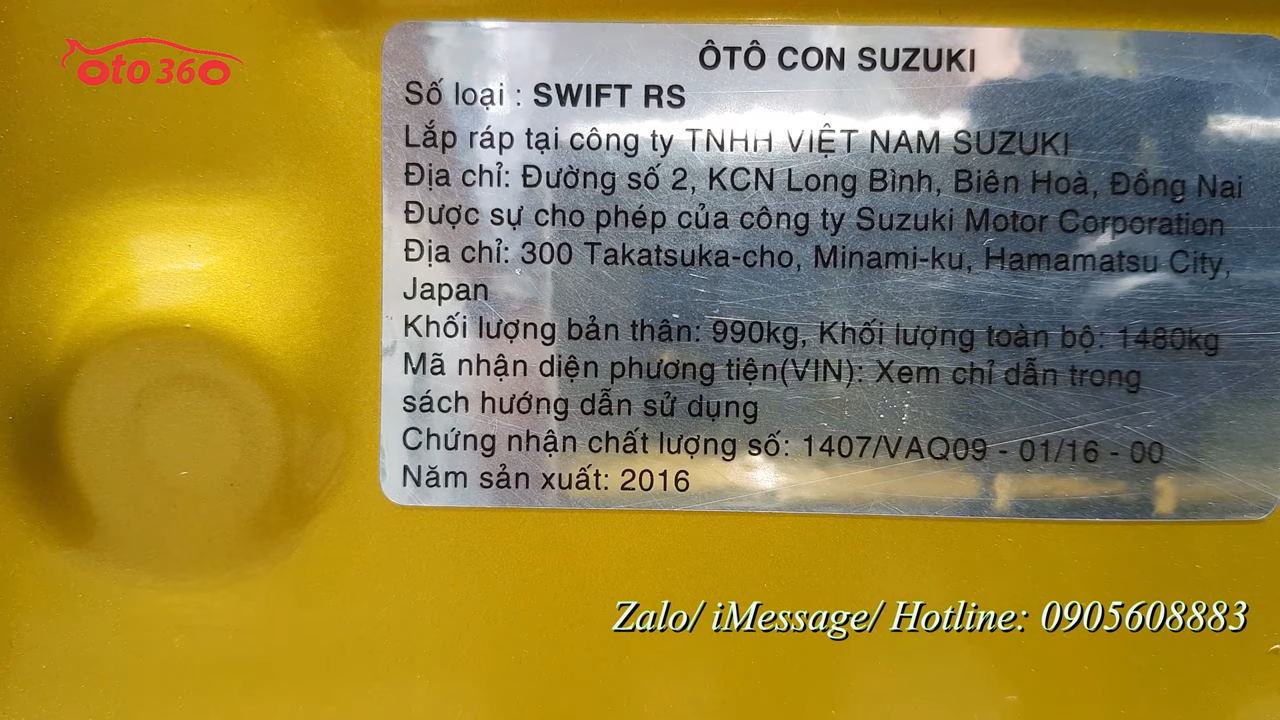 oto360
ÔTÔ CON SUZUKI
Số loại : SWIFT RS
Lắp ráp tại công ty TNHH VIỆT NAM SUZUKI
Địa chỉ: Đường số 2, KCN Long Bình, Biên Hoà, Đồng Nai
Được sự cho phép của công ty Suzuki Motor Corporation
Địa chỉ: 300 Takatsuka-cho, Minami-ku, Hamamatsu City,
Japan
Khối lượng bản thân: 990kg, Khối lượng toàn bộ: 1480kg
Mã nhận diện phương tiện(VIN): Xem chỉ dẫn trong
sách hướng dẫn sử dụng
Chứng nhận chất lượng số: 1407/VAQ09 - 01/16 - 00
Năm sản xuất: 2016
Zalo/ iMessage/ Hotline: 0905608883